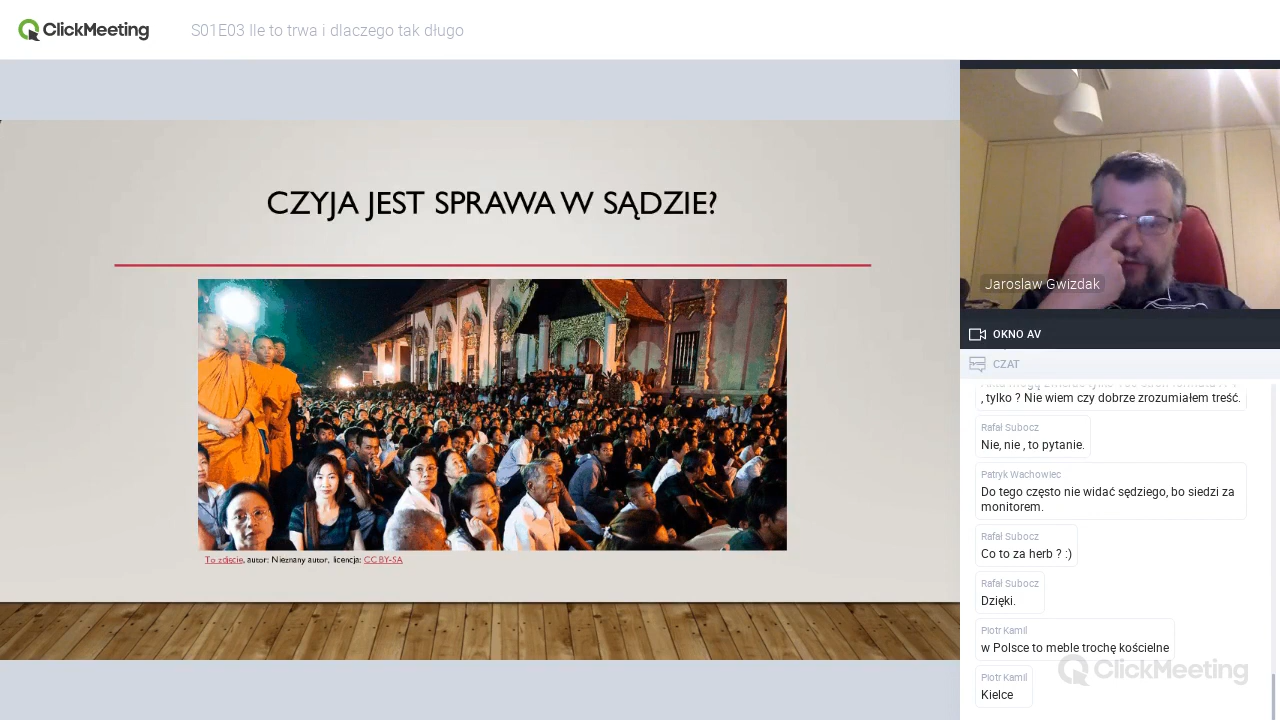 ClickMeeting
S01E03 Ile to trwa i dlaczego tak długo
CZYJA JEST SPRAWA W SĄDZIE?
To zdjęcie, autor: Nieznany autor, licencja: CC BY-SA
Jaroslaw Gwizdak
OKNO AV
CZAT
, tylko ? Nie wiem czy dobrze zrozumiałem treść.
Rafał Subocz
Nie, nie , to pytanie.
Patryk Wachowiec
Do tego często nie widać sędziego, bo siedzi za
monitorem.
Rafał Subocz
Co to za herb ? :)
Rafał Subocz
Dzięki.
Piotr Kamil
w Polsce to meble trochę kościelne
ClickMeeting
Piotr Kamil
Kielce